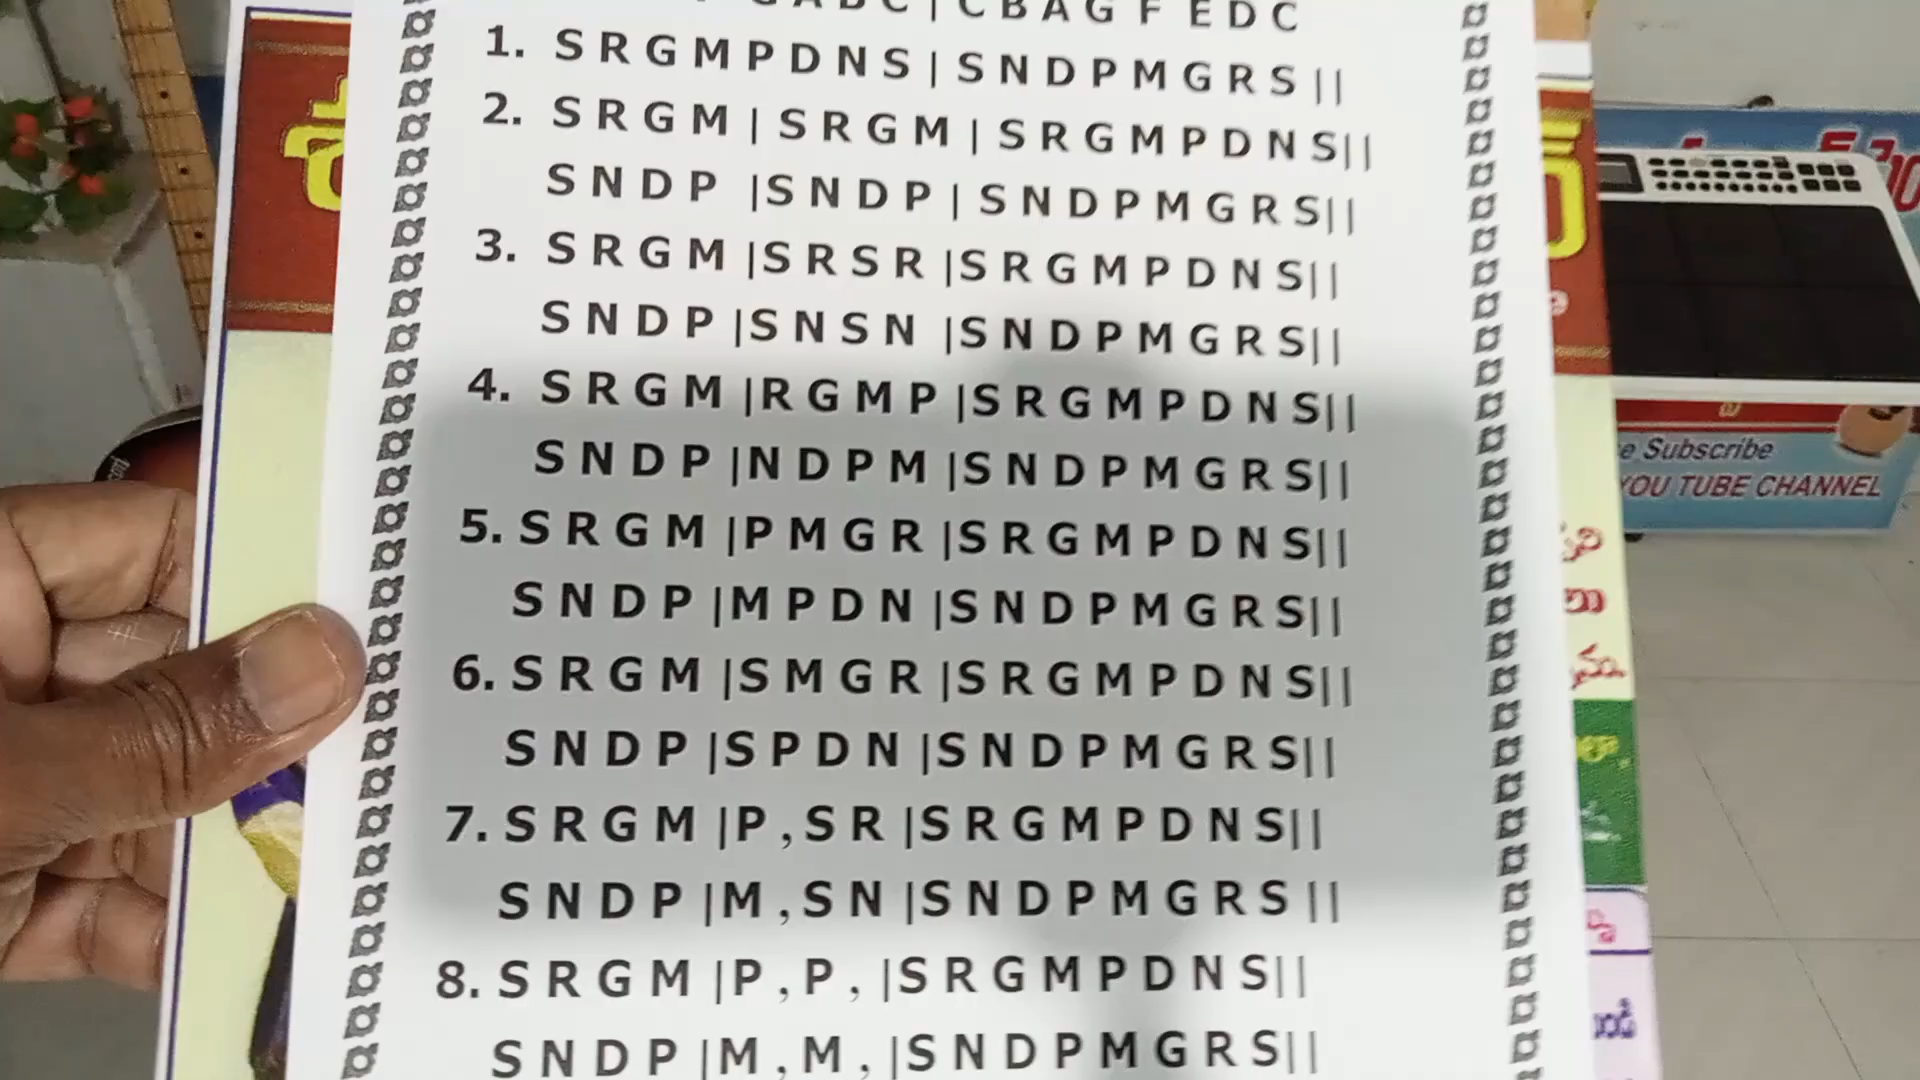 G A B C | C B A G F E D C
1. S R G M P D N S | S N D P M G R S ||
2. S R G M | S R G M | S R G M P D N S||
S N D P |S N D P | S N D P M G R S||
3. S R G M |S R S R |S R G M P D N S||
S N D P |S N S N |S N D P M G R S||
4. S R G M |R G M P |S R G M P D N S||
S N D P |N D P M |S N D P M G R S||
5. S R G M |P M G R |S R G M P D N S||
S N D P |M P D N |S N D P M G R S||
6. S R G M |S M G R |S R G M P D N S||
S N D P |S P D N |S N D P M G R S||
7. S R G M |P , S R |S R G M P D N S||
S N D P |M , S N |S N D P M G R S ||
8. S R G M |P , P , |S R G M P D N S||
S N D P |M , M , |S N D P M G R S||
Subscribe
YOU TUBE CHANNEL